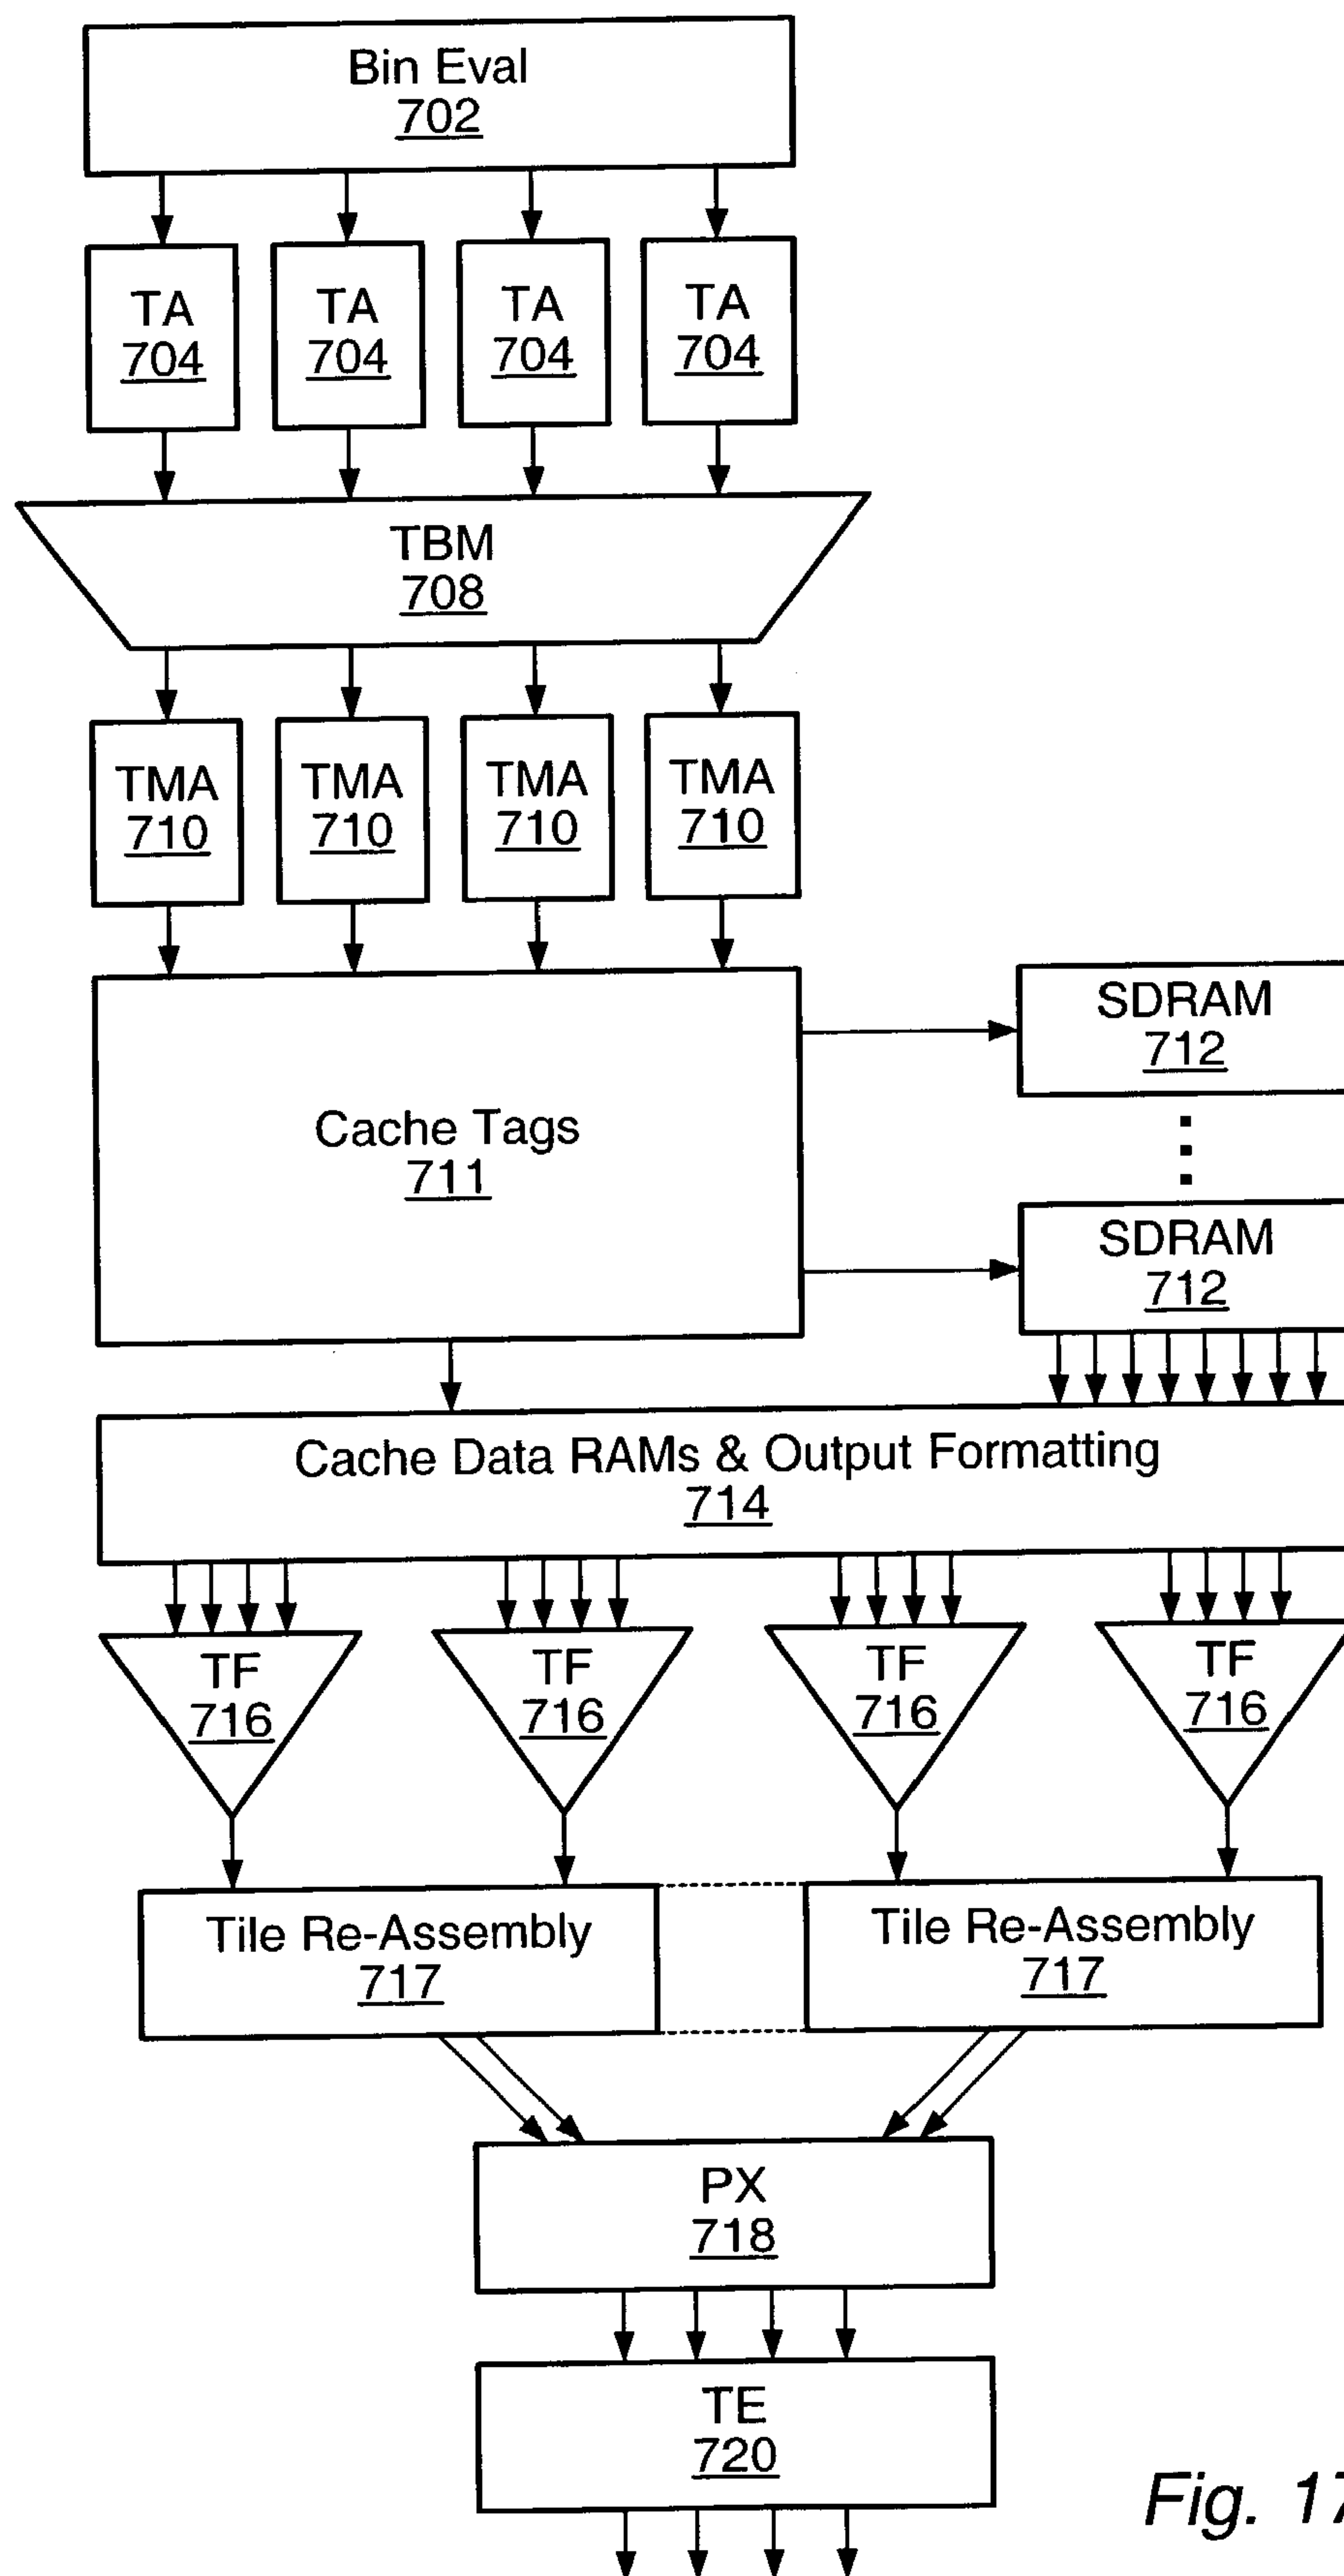 Bin Eval
702
TA TA TA TA
704 704 704 704
TBM
708
TMA TMA TMA TMA
710 710 710 710
SDRAM
712
Cache Tags
711
SDRAM
712
Cache Data RAMs & Output Formatting
714
TF TF TF TF
716 716 716 716
Tile Re-Assembly Tile Re-Assembly
717 717
PX
718
TE
720
Fig. 17